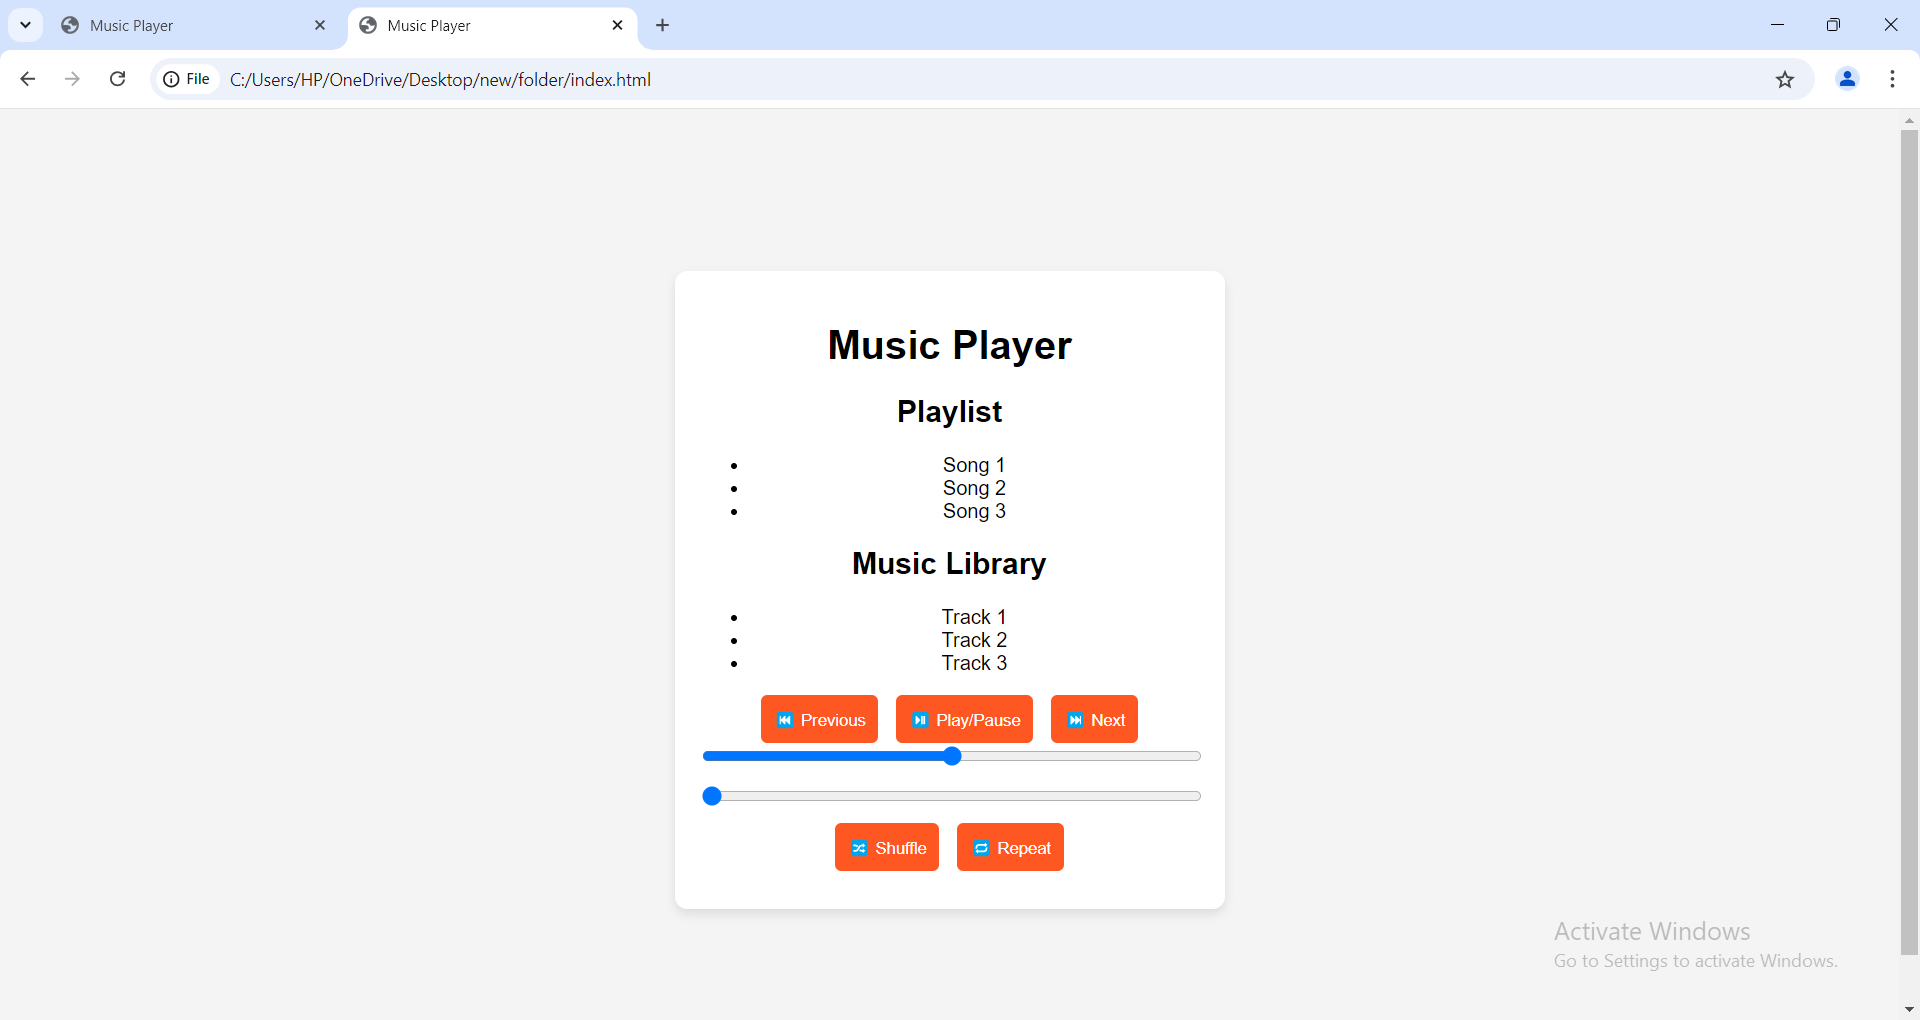 Music Player
Music Player
File C:/Users/HP/OneDrive/Desktop/new/folder/index.html
Music Player
Playlist
Song 1
Song 2
Song 3
Music Library
Track 1
Track 2
Track 3
Previous Play/Pause Next
Shuffle Repeat
Activate Windows
Go to Settings to activate Windows.